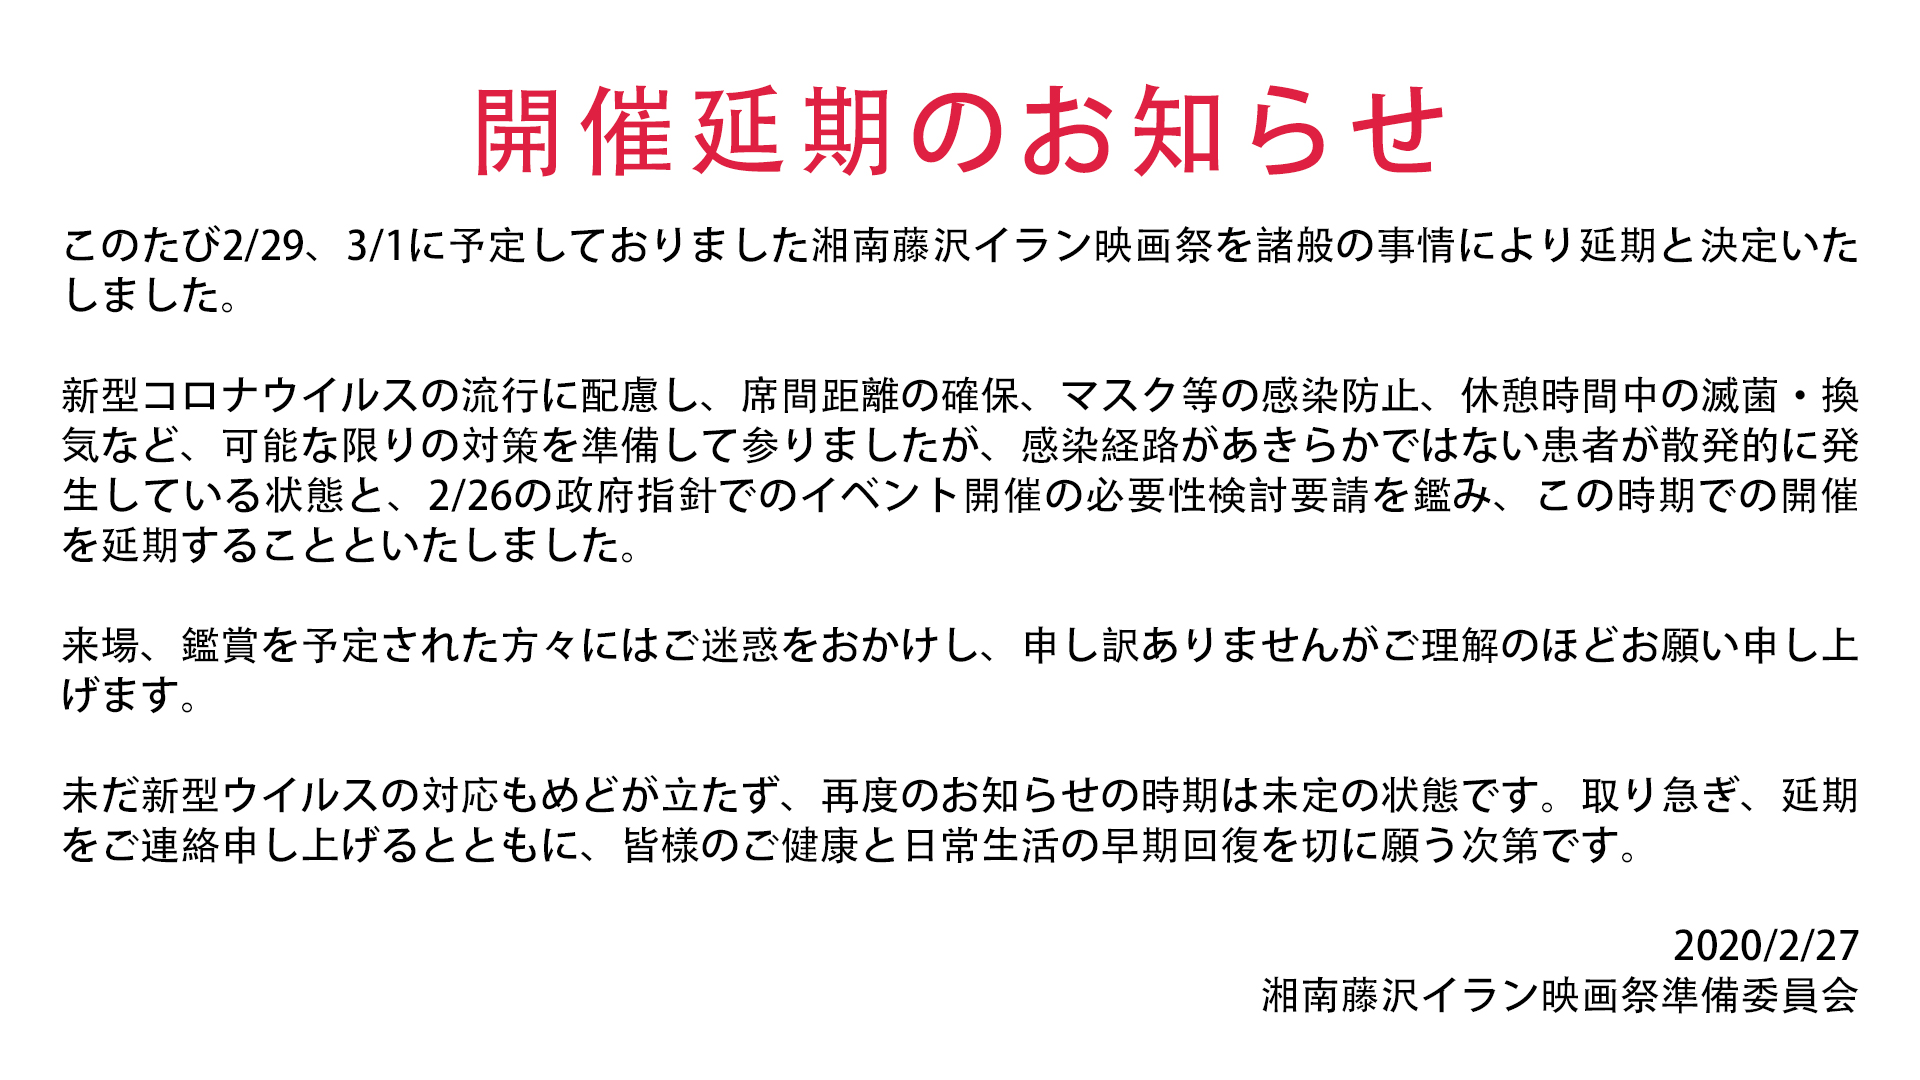 開催延期のお知らせ
このたび2/29、3/1に予定しておりました湘南藤沢イラン映画祭を諸般の事情により延期と決定いた
しました。
新型コロナウイルスの流行に配慮し、席間距離の確保、マスク等の感染防止、休憩時間中の滅菌・換
気など、可能な限りの対策を準備して参りましたが、感染経路があきらかではない患者が散発的に発
生している状態と、2/26の政府指針でのイベント開催の必要性検討要請を鑑み、この時期での開催
を延期することといたしました。
来場、鑑賞を予定された方々にはご迷惑をおかけし、申し訳ありませんがご理解のほどお願い申し上
げます。
未だ新型ウイルスの対応もめどが立たず、再度のお知らせの時期は未定の状態です。取り急ぎ、延期
をご連絡申し上げるとともに、皆様のご健康と日常生活の早期回復を切に願う次第です。
2020/2/27
湘南藤沢イラン映画祭準備委員会